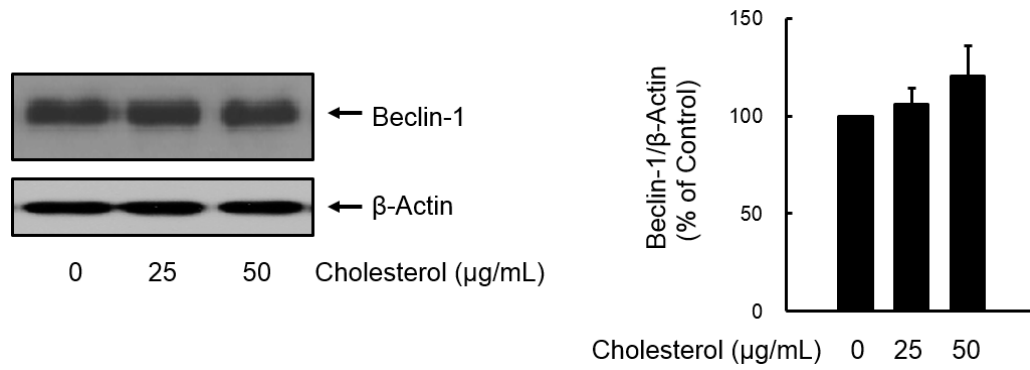 Beclin-1
β-Actin
0 25 50 Cholesterol (μg/mL)
150
100
50
0
Beclin-1/β-Actin
(% of Control)
Cholesterol (μg/mL) 0 25 50